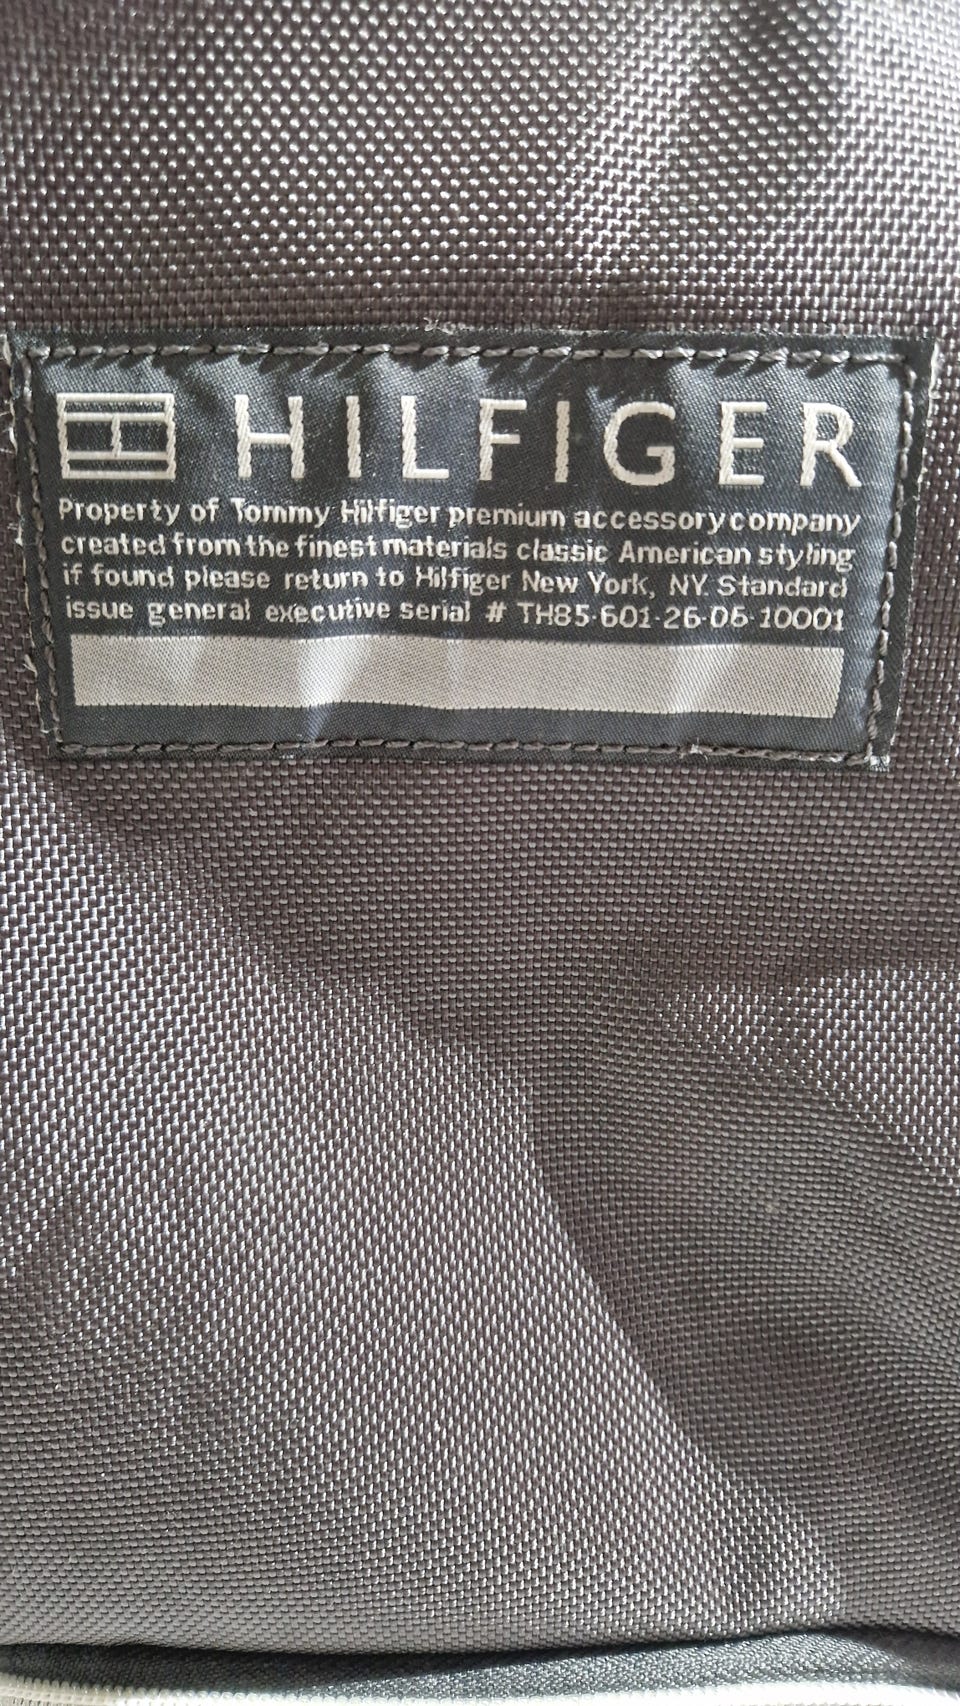 HILFIGER
Property of Tommy Hilfiger premium accessory company
created from the finest materials classic American styling
if found please return to Hilfiger New York, NY. Standard
issue general executive serial # TH85-601-26-06-10001